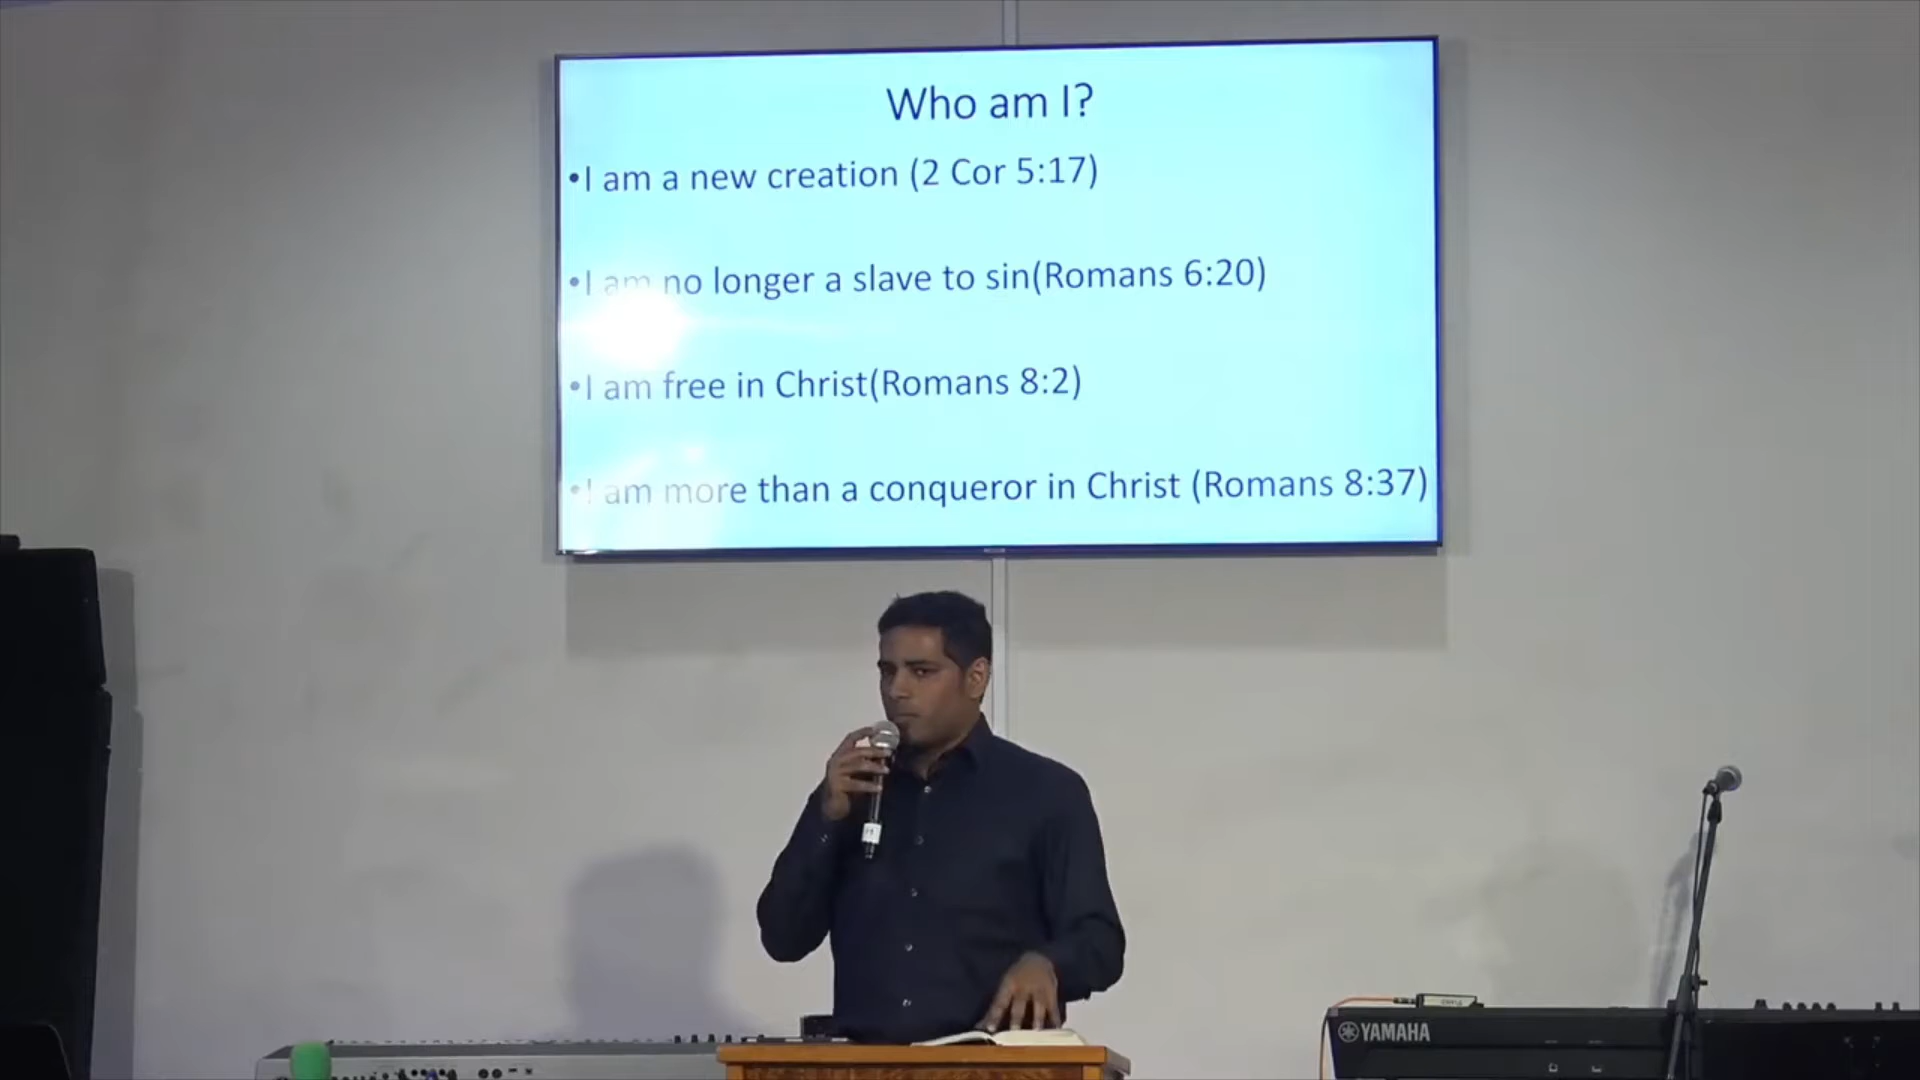 Who am I?
•I am a new creation (2 Cor 5:17)
•I am no longer a slave to sin(Romans 6:20)
•I am free in Christ(Romans 8:2)
•I am more than a conqueror in Christ (Romans 8:37)
YAMAHA